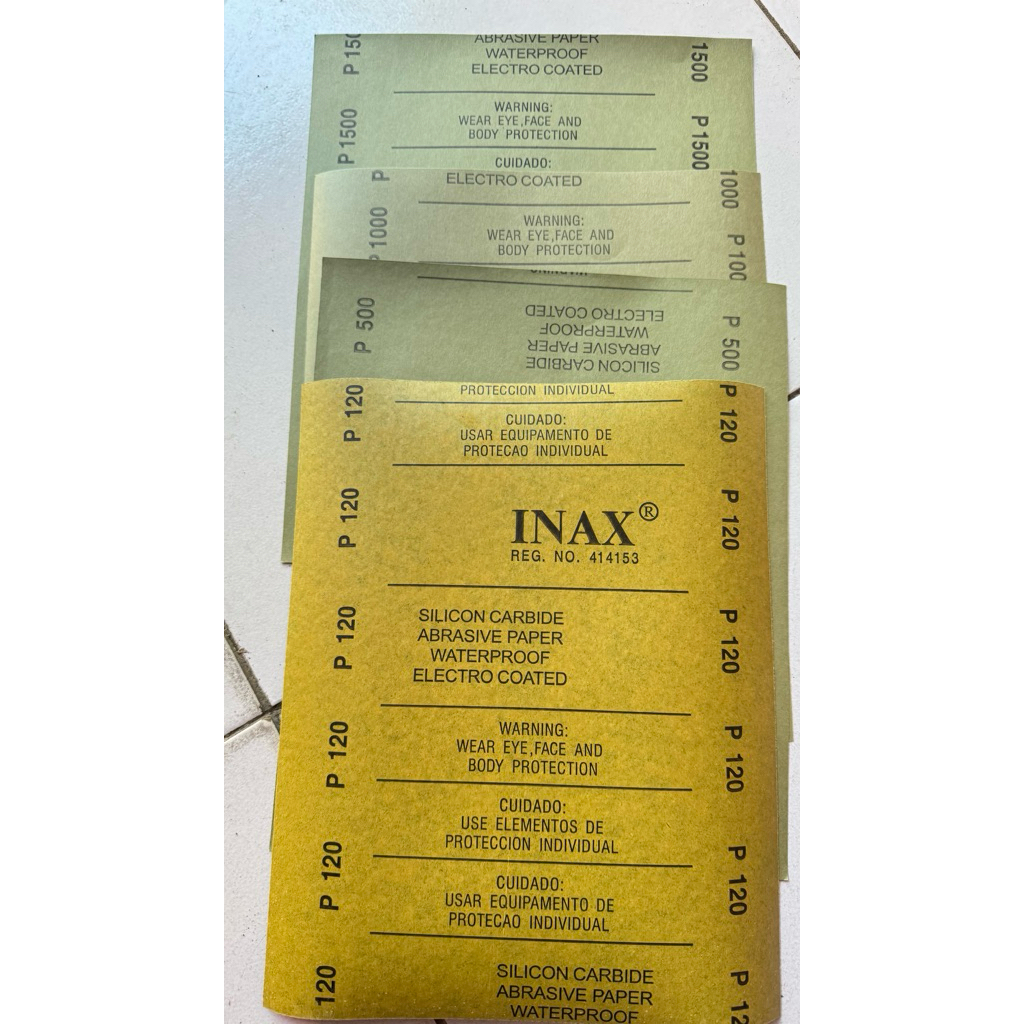 ABRASIVE PAPER
WATERPROOF
ELECTRO COATED
WARNING:
WEAR EYE,FACE AND
BODY PROTECTION
CUIDADO:
P 150
P 1500
1500
P 1500
ELECTRO COATED
WARNING:
WEAR EYE,FACE AND
BODY PROTECTION
P
P 1000
1000
P 100
SILICON CARBIDE
ABRASIVE PAPER
WATERPROOF
ELECTRO COATED
WARNING:
P 500
P 500
PROTECCION INDIVIDUAL
CUIDADO:
USAR EQUIPAMENTO DE
PROTECAO INDIVIDUAL
INAX®
REG. NO. 414153
SILICON CARBIDE
ABRASIVE PAPER
WATERPROOF
ELECTRO COATED
WARNING:
WEAR EYE,FACE AND
BODY PROTECTION
CUIDADO:
USE ELEMENTOS DE
PROTECCION INDIVIDUAL
CUIDADO:
USAR EQUIPAMENTO DE
PROTECAO INDIVIDUAL
SILICON CARBIDE
ABRASIVE PAPER
WATERPROOF
P 120
P 120
P 120
P 120
P 120
120
P 120
P 120
P 120
P 120
P 120
P 12